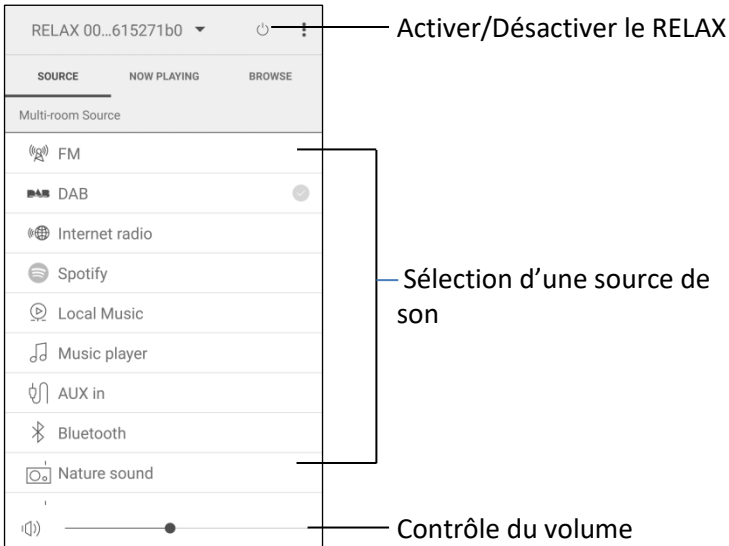 RELAX 00...615271b0
Activer/Désactiver le RELAX
SOURCE NOW PLAYING BROWSE
Multi-room Source
FM
DAB DAB
Internet radio
Spotify
Local Music
Sélection d’une source de
son
Music player
AUX in
Bluetooth
Nature sound
Contrôle du volume